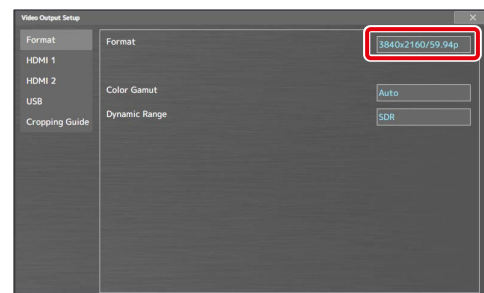 Video Output Setup
Format
HDMI 1
HDMI 2
USB
Cropping Guide
Format 3840x2160/59.94p
Color Gamut Auto
Dynamic Range SDR